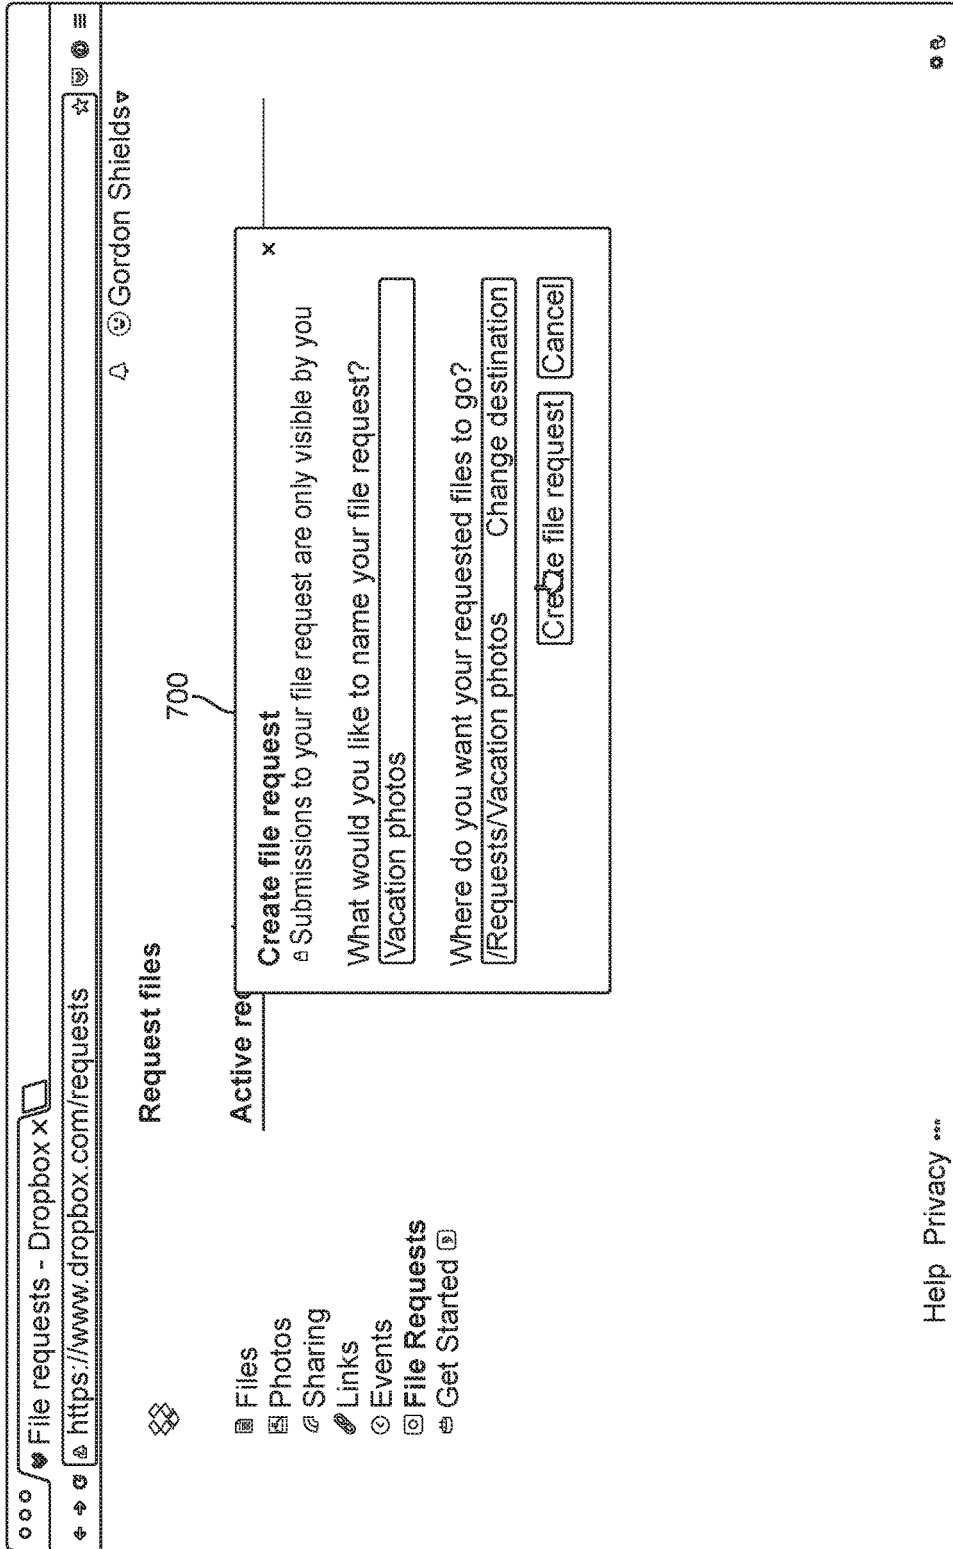 File requests - Dropbox
https://www.dropbox.com/requests
Gordon Shields
Request files
Active rec
700
Create file request
Submissions to your file request are only visible by you
What would you like to name your file request?
Vacation photos
Where do you want your requested files to go?
/Requests/Vacation photos Change destination
Create file request Cancel
Files
Photos
Sharing
Links
Events
File Requests
Get Started
Help Privacy •••